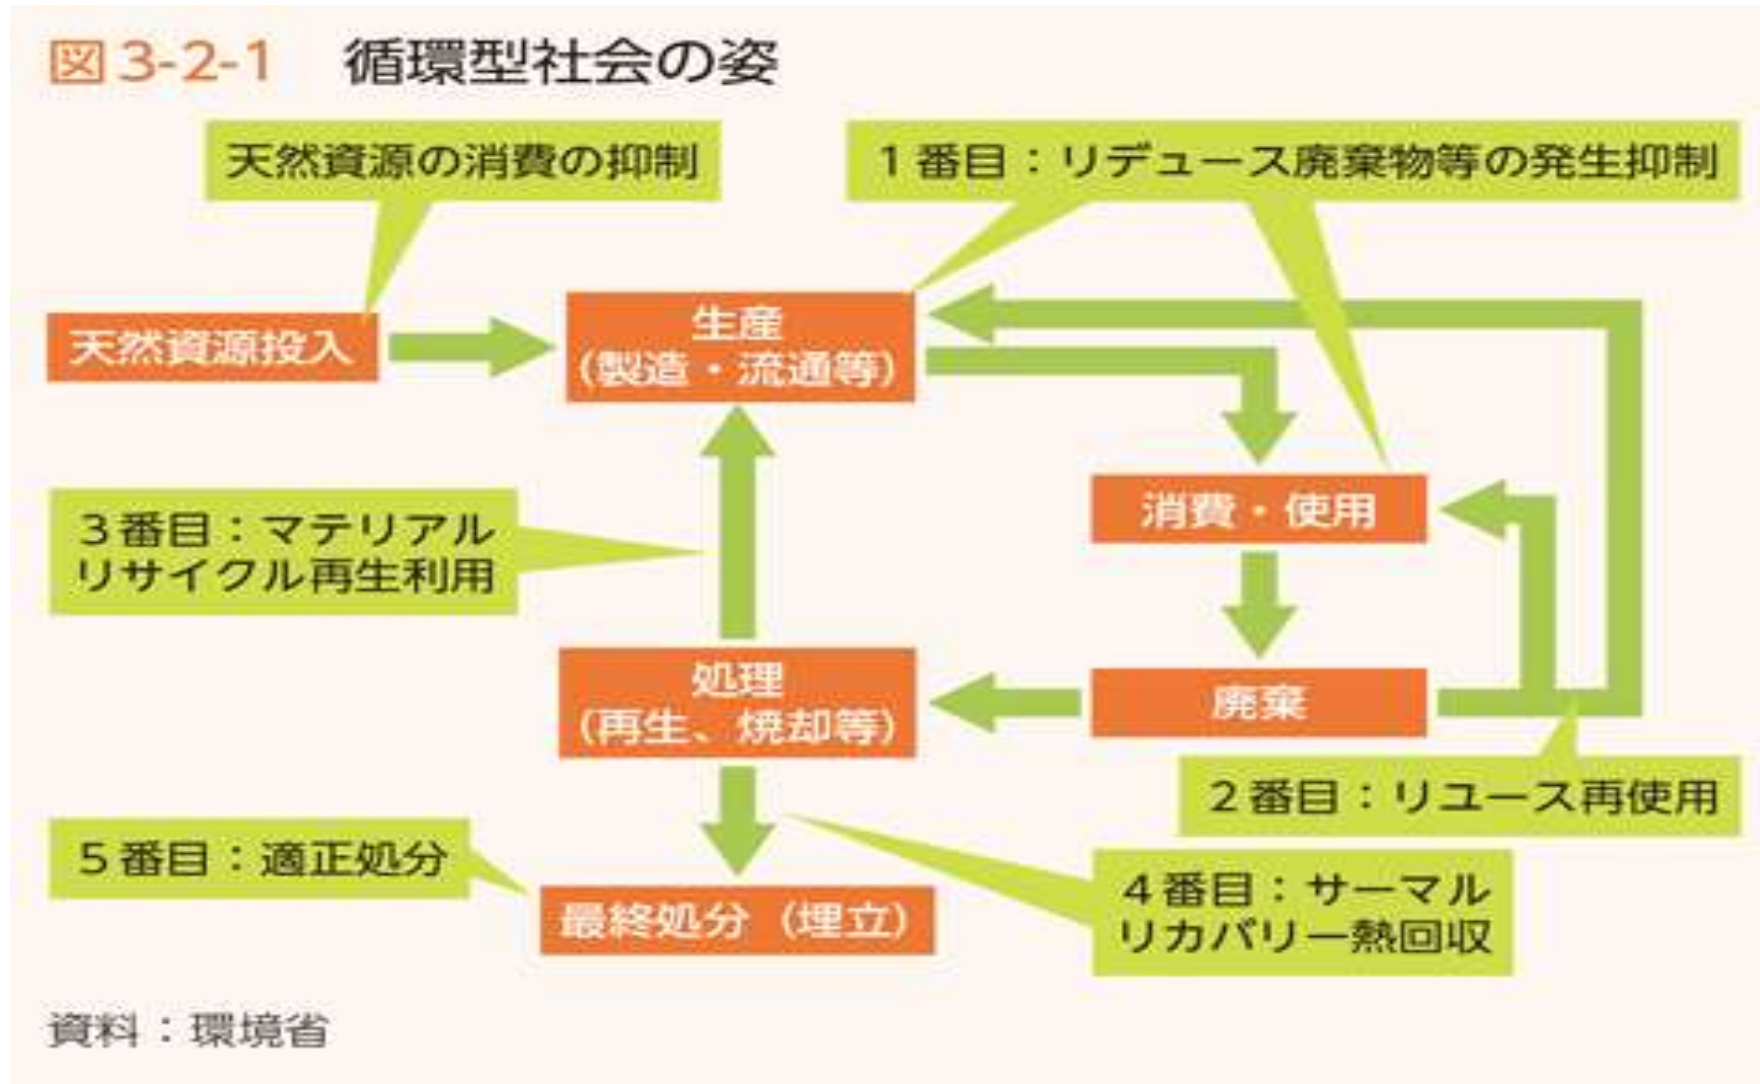 図3-2-1 循環型社会の姿
天然資源の消費の抑制
1番目：リデュース廃棄物等の発生抑制
天然資源投入
生産
（製造・流通等）
3番目：マテリアル
リサイクル再生利用
消費・使用
処理
（再生、焼却等）
廃棄
2番目：リユース再使用
5番目：適正処分
4番目：サーマル
リカバリー熱回収
最終処分（埋立）
資料：環境省